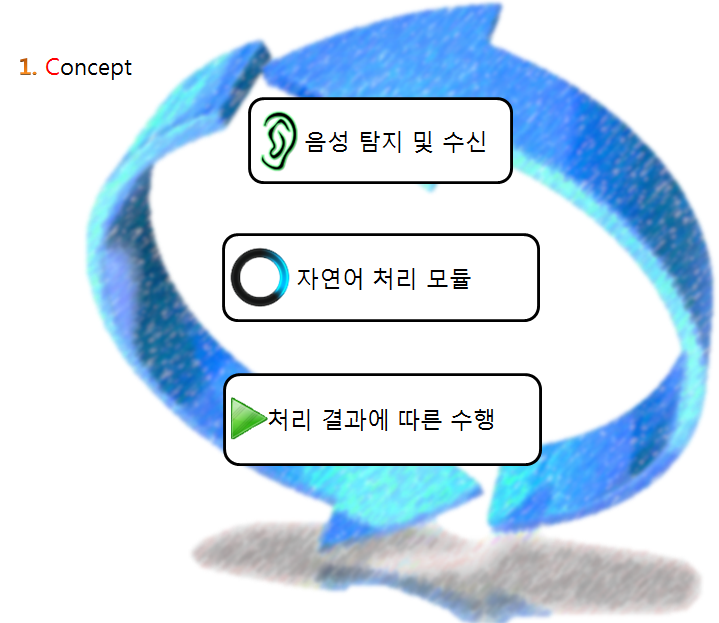 1. Concept
음성 탐지 및 수신
자연어 처리 모듈
처리 결과에 따른 수행